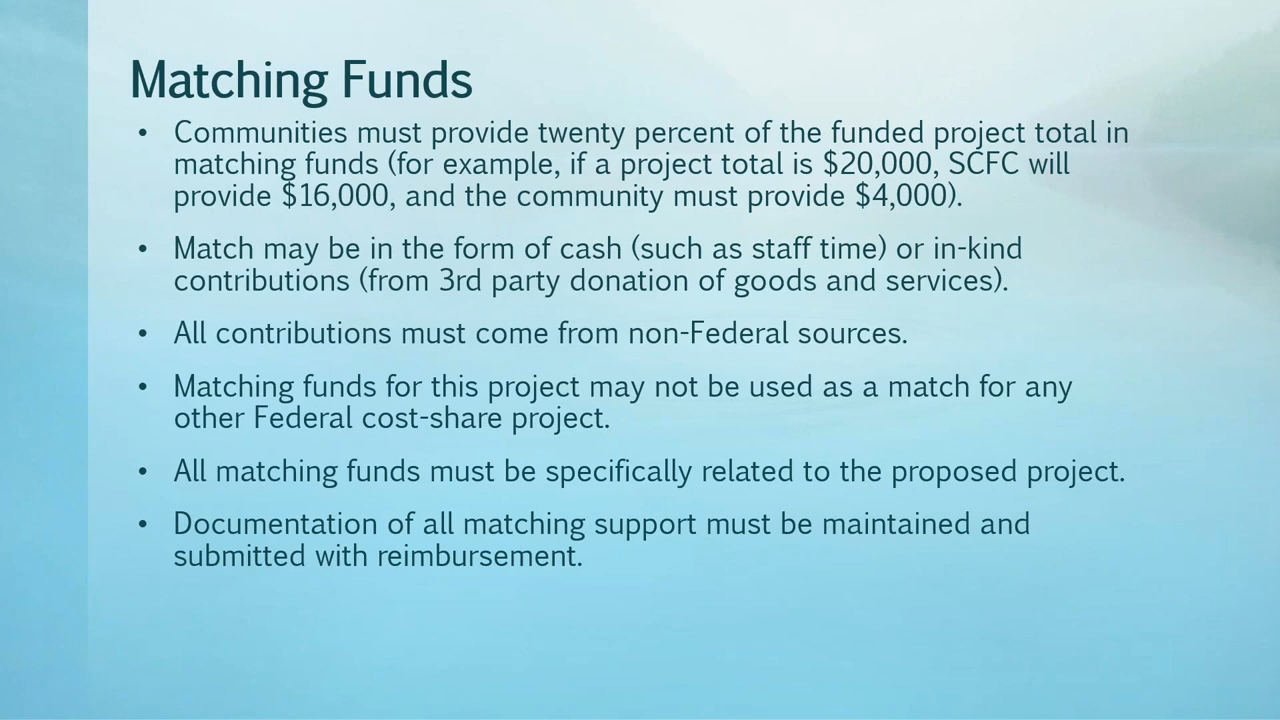 Matching Funds
• Communities must provide twenty percent of the funded project total in
matching funds (for example, if a project total is $20,000, SCFC will
provide $16,000, and the community must provide $4,000).
• Match may be in the form of cash (such as staff time) or in-kind
contributions (from 3rd party donation of goods and services).
• All contributions must come from non-Federal sources.
• Matching funds for this project may not be used as a match for any
other Federal cost-share project.
• All matching funds must be specifically related to the proposed project.
• Documentation of all matching support must be maintained and
submitted with reimbursement.